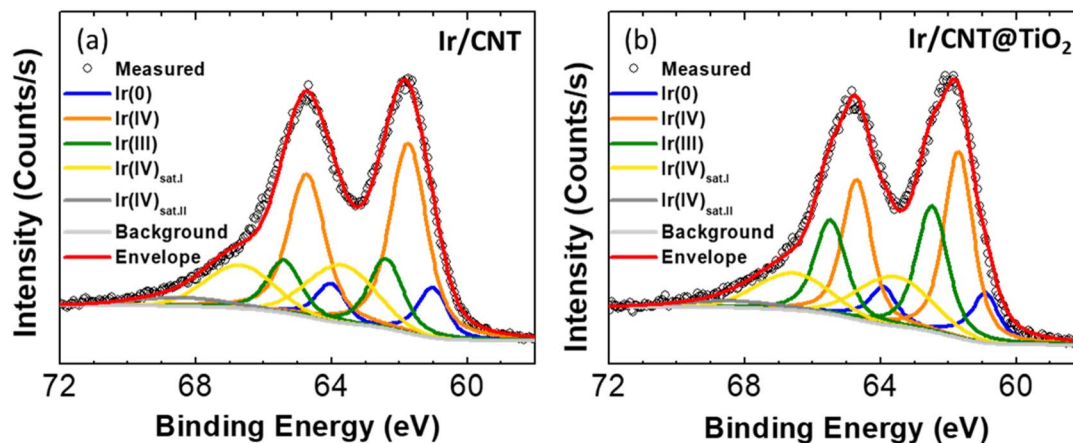 (a)
Ir/CNT
Measured
Ir(0)
Ir(IV)
Ir(III)
Ir(IV)sat.I
Ir(IV)sat.II
Background
Envelope
Intensity (Counts/s)
72
68
64
60
Binding Energy (eV)
(b)
Ir/CNT@TiO2
Measured
Ir(0)
Ir(IV)
Ir(III)
Ir(IV)sat.I
Ir(IV)sat.II
Background
Envelope
Intensity (Counts/s)
72
68
64
60
Binding Energy (eV)